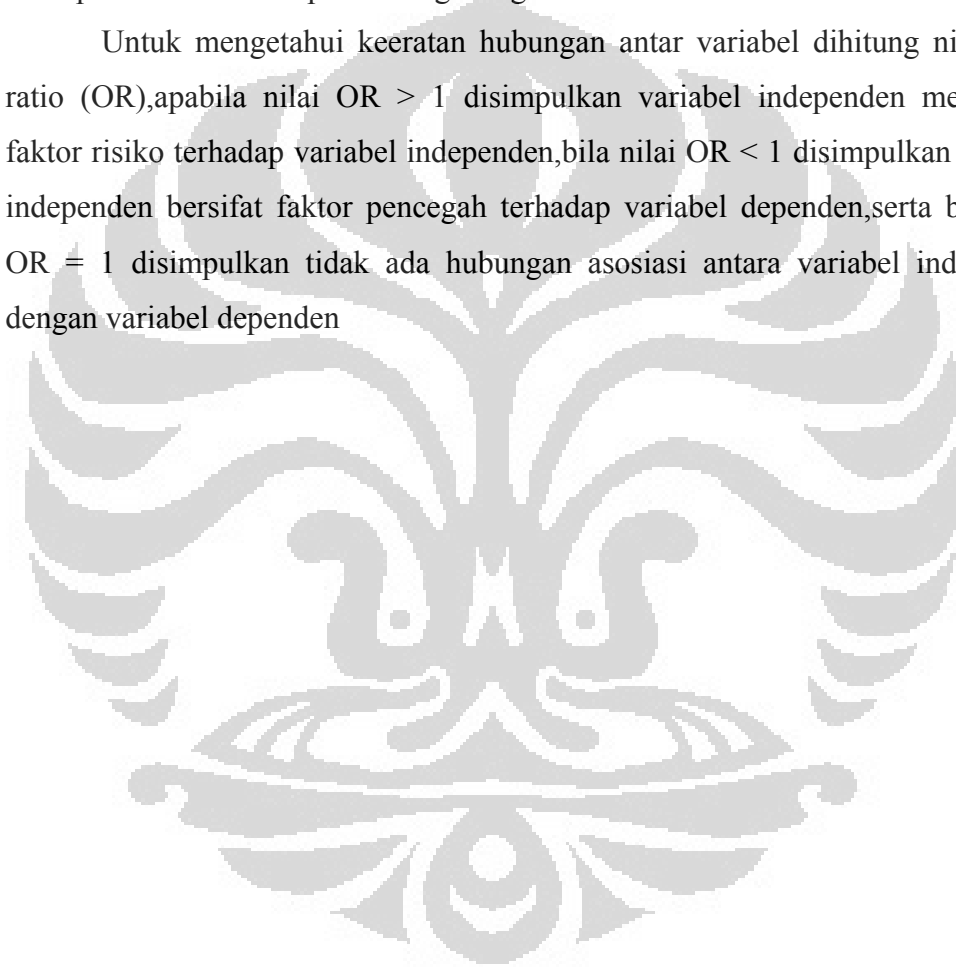 Untuk mengetahui keeratan hubungan antar variabel dihitung ni
ratio (OR),apabila nilai OR > 1 disimpulkan variabel independen me
faktor risiko terhadap variabel independen,bila nilai OR < 1 disimpulkan
independen bersifat faktor pencegah terhadap variabel dependen,serta b
OR = 1 disimpulkan tidak ada hubungan asosiasi antara variabel ind
dengan variabel dependen